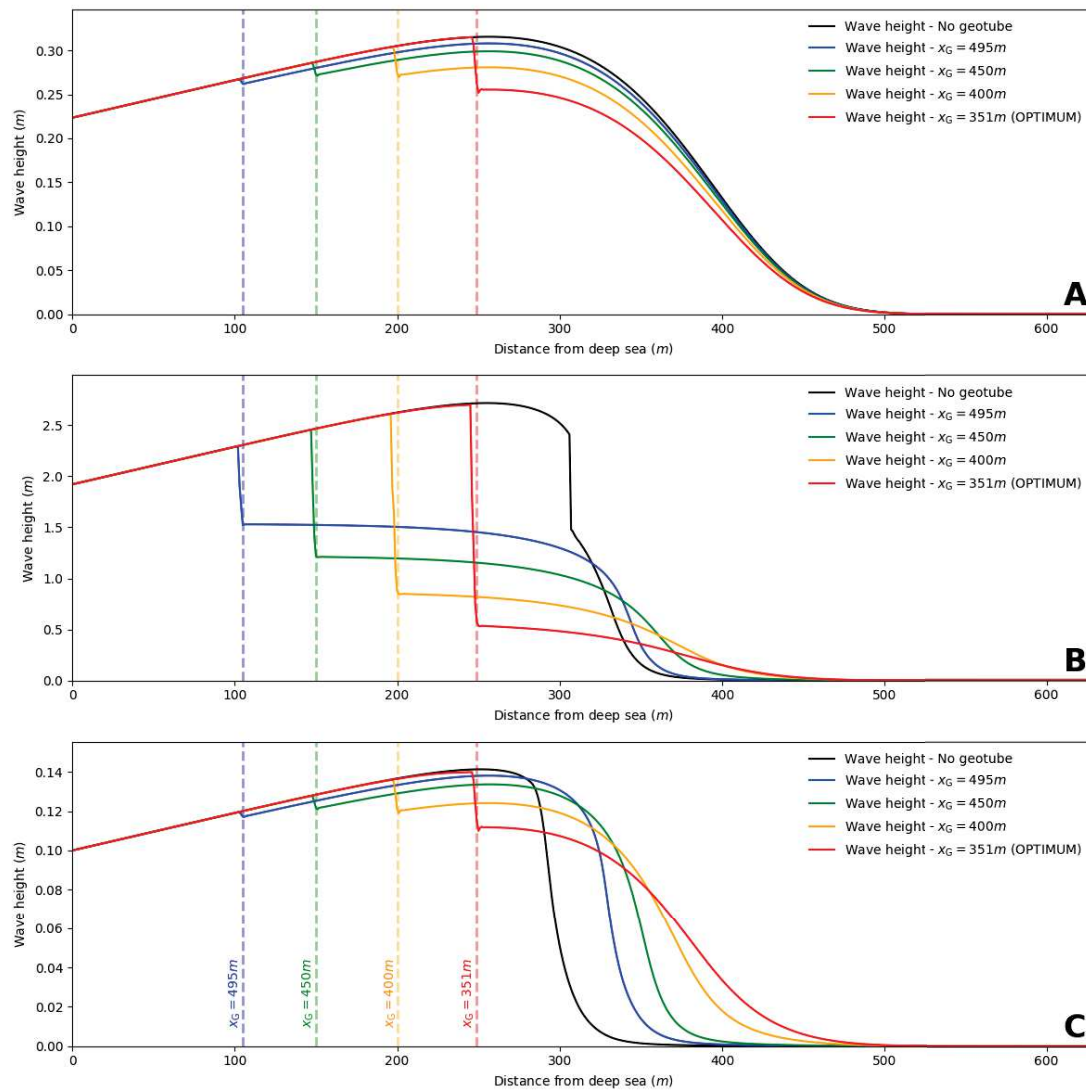 Wave height (m)
0.30
0.25
0.20
0.15
0.10
0.05
0.00
Wave height - No geotube
Wave height - xG = 495m
Wave height - xG = 450m
Wave height - xG = 400m
Wave height - xG = 351m (OPTIMUM)
A
0 100 200 300 400 500 600
Distance from deep sea (m)
Wave height (m)
2.5
2.0
1.5
1.0
0.5
0.0
Wave height - No geotube
Wave height - xG = 495m
Wave height - xG = 450m
Wave height - xG = 400m
Wave height - xG = 351m (OPTIMUM)
B
0 100 200 300 400 500 600
Distance from deep sea (m)
Wave height (m)
0.14
0.12
0.10
0.08
0.06
0.04
0.02
0.00
Wave height - No geotube
Wave height - xG = 495m
Wave height - xG = 450m
Wave height - xG = 400m
Wave height - xG = 351m (OPTIMUM)
xG = 495m
xG = 450m
xG = 400m
xG = 351m
C
0 100 200 300 400 500 600
Distance from deep sea (m)